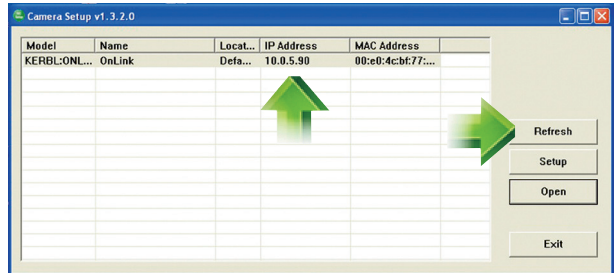 Camera Setup v1.3.2.0
Model Name Locat... IP Address MAC Address
KERBL:ONL... OnLink Defa... 10.0.5.90 00:e0:4c:bf:77:...
Refresh
Setup
Open
Exit